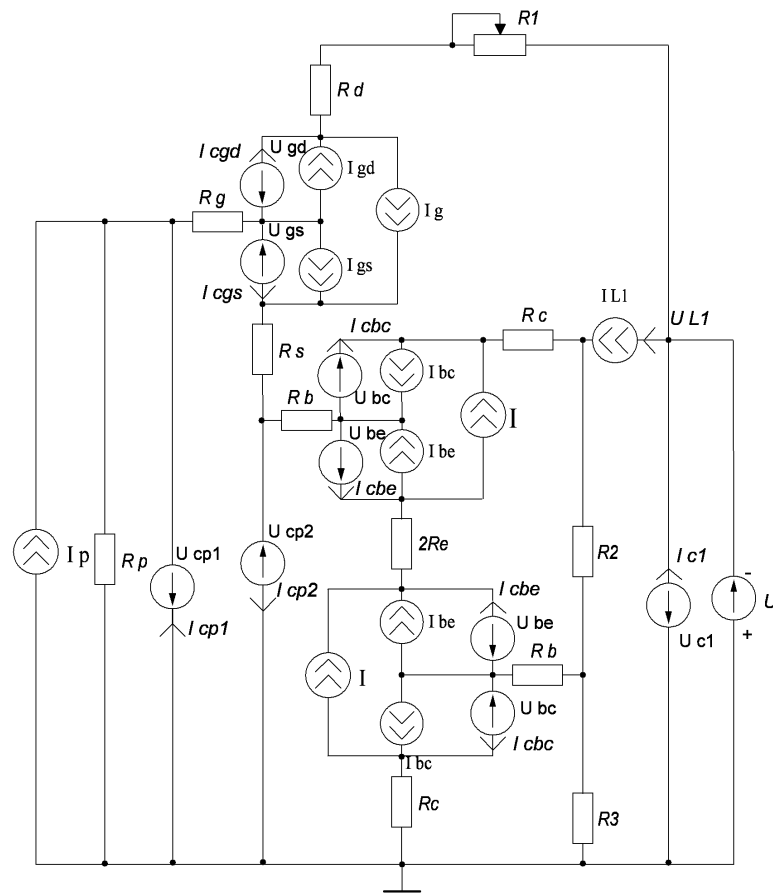 R1
R d
I cgd
U gd
I gd
R g
I g
U gs
I gs
I cgs
I L1
U L1
I cbc
R c
R s
I bc
R b
U bc
I
U be
I be
I cbe
U cp2
2Re
R2
I p
R p
U cp1
I cp2
I cbe
I c1
U
-
+
I cp1
I be
U be
U c1
R b
I
U bc
I cbc
I bc
Rc
R3